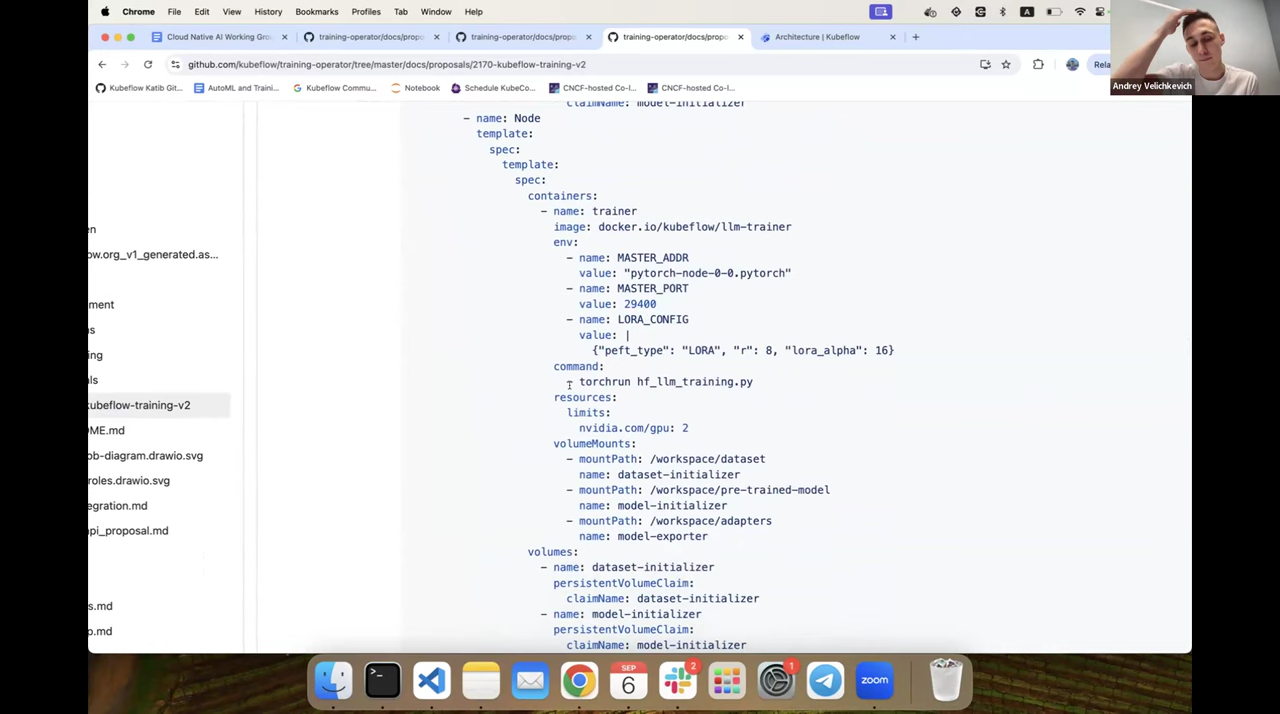 Chrome File Edit View History Bookmarks Profiles Tab Window Help
Cloud Native AI Working Gro
training-operator/docs/propo
training-operator/docs/propo
training-operator/docs/propo
Architecture | Kubeflow
github.com/kubeflow/training-operator/tree/master/docs/proposals/2170-kubeflow-training-v2
Rela
Kubeflow Katib Git... AutoML and Traini... Kubeflow Commu... Notebook Schedule KubeCo... CNCF-hosted Co-l... CNCF-hosted Co-l...
Andrey Velichkevich
en
ow.org_v1_generated.as...
ment
s
ing
als
kubeflow-training-v2
OME.md
ob-diagram.drawio.svg
roles.drawio.svg
egration.md
api_proposal.md
s.md
o.md
claimName: model-initializer
- name: Node
template:
spec:
template:
spec:
containers:
- name: trainer
image: docker.io/kubeflow/llm-trainer
env:
- name: MASTER_ADDR
value: "pytorch-node-0-0.pytorch"
- name: MASTER_PORT
value: 29400
- name: LORA_CONFIG
value: |
{"peft_type": "LORA", "r": 8, "lora_alpha": 16}
command:
- torchrun hf_llm_training.py
resources:
limits:
nvidia.com/gpu: 2
volumeMounts:
- mountPath: /workspace/dataset
name: dataset-initializer
- mountPath: /workspace/pre-trained-model
name: model-initializer
- mountPath: /workspace/adapters
name: model-exporter
volumes:
- name: dataset-initializer
persistentVolumeClaim:
claimName: dataset-initializer
- name: model-initializer
persistentVolumeClaim:
claimName: model-initializer
SEP
6
2
1
zoom